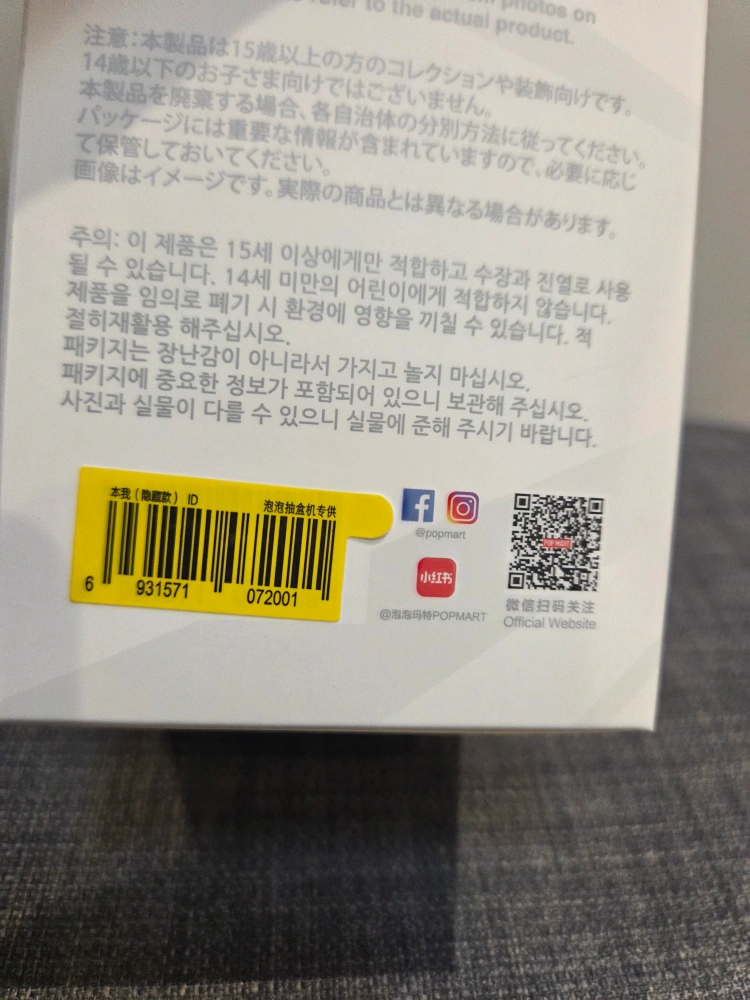 photos on
refer to the actual product.
注意：本製品は15歳以上の方のコレクションや装飾向けです。
14歳以下のお子さま向けではございません。
本製品を廃棄する場合、各自治体の分別方法に従ってください。
パッケージには重要な情報が含まれていますので、必要に応じ
て保管しておいてください。
画像はイメージです。実際の商品とは異なる場合があります。
주의: 이 제품은 15세 이상에게만 적합하고 수장과 진열로 사용
될 수 있습니다. 14세 미만의 어린이에게 적합하지 않습니다.
제품을 임의로 폐기 시 환경에 영향을 끼칠 수 있습니다. 적
절히재활용 해주십시오.
패키지는 장난감이 아니라서 가지고 놀지 마십시오.
패키지에 중요한 정보가 포함되어 있으니 보관해 주십시오.
사진과 실물이 다를 수 있으니 실물에 준해 주시기 바랍니다.
本我（隐藏款）ID
泡泡抽盒机专供
6 931571 072001
@popmart
小红书
@泡泡玛特POPMART
POP MART
微信扫码关注
Official Website